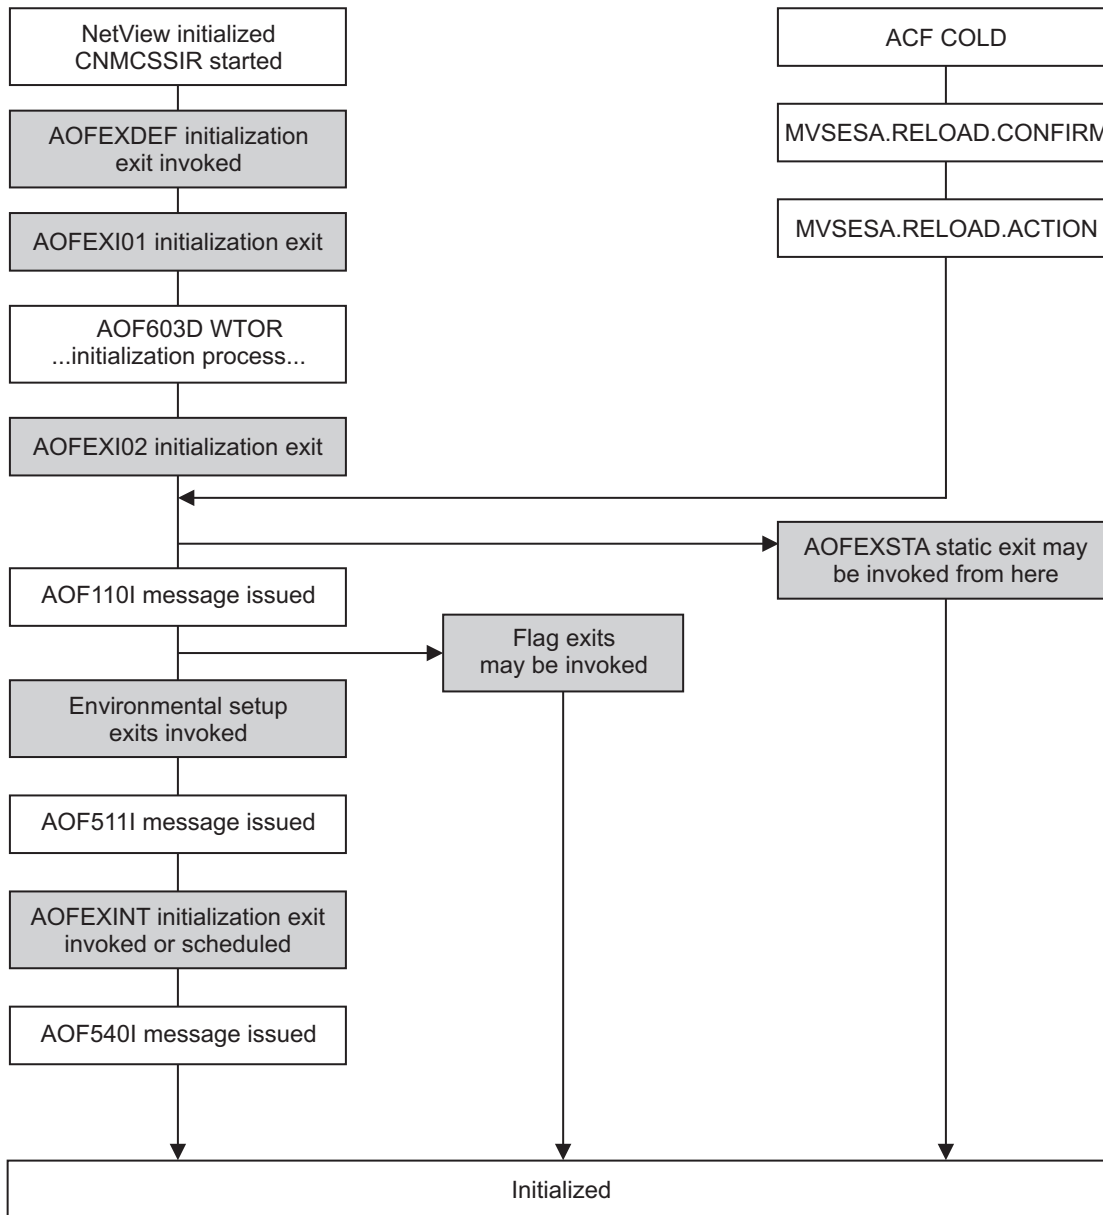 NetView initialized
CNMCSSIR started
ACF COLD
AOFEXDEF initialization
exit invoked
MVSESA.RELOAD.CONFIRM
AOFEXI01 initialization exit
MVSESA.RELOAD.ACTION
AOF603D WTOR
...initialization process...
AOFEXI02 initialization exit
AOFEXSTA static exit may
be invoked from here
AOF110I message issued
Flag exits
may be invoked
Environmental setup
exits invoked
AOF511I message issued
AOFEXINT initialization exit
invoked or scheduled
AOF540I message issued
Initialized